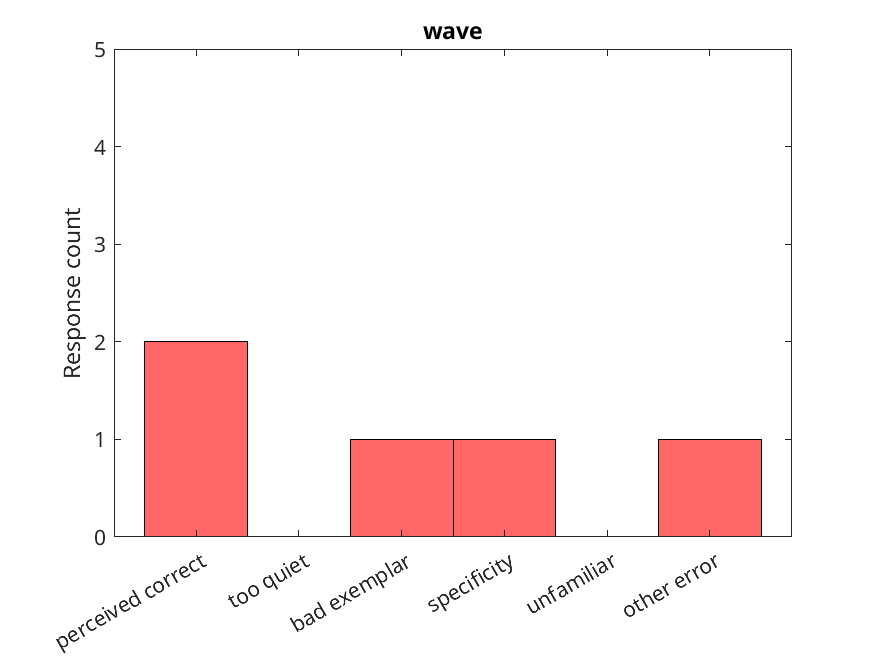 wave
5
4
3
2
1
0
Response count
perceived correct
too quiet
bad exemplar
specificity
unfamiliar
other error